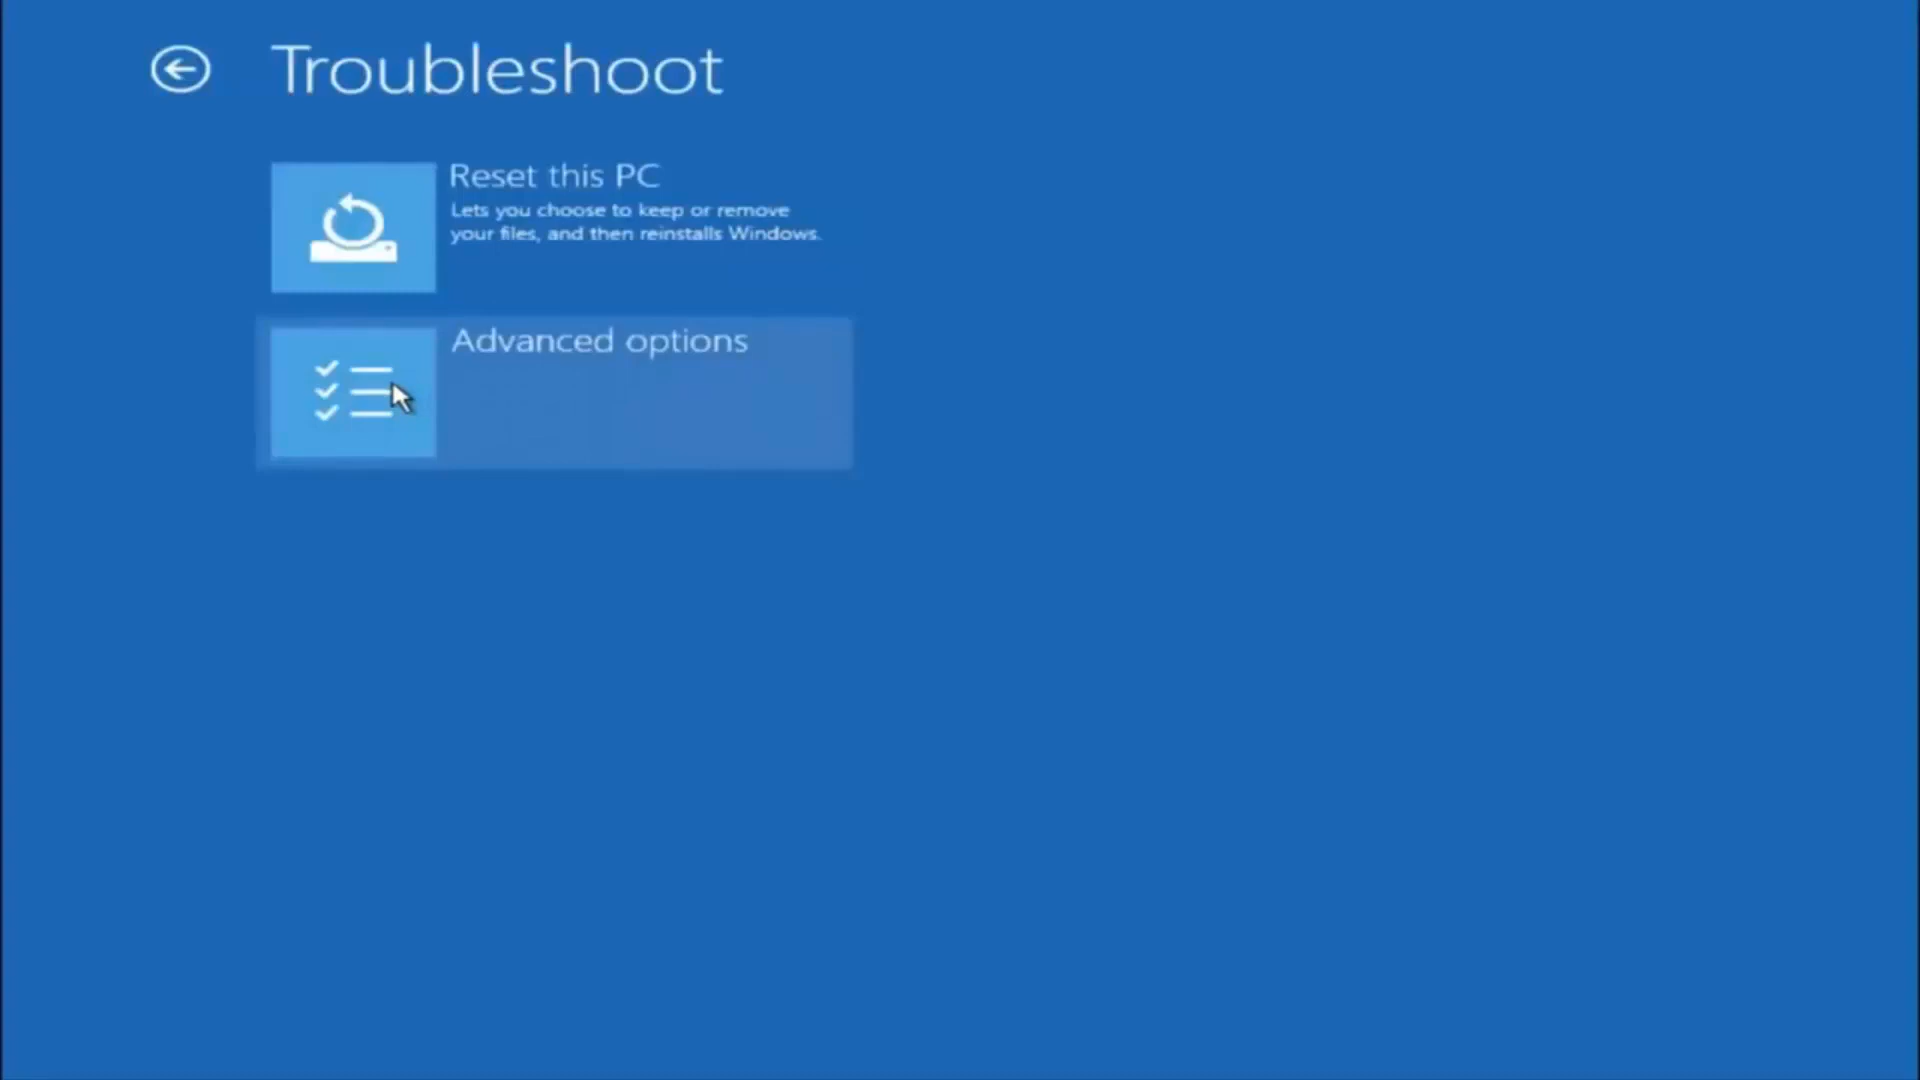 Troubleshoot
Reset this PC
Lets you choose to keep or remove
your files, and then reinstalls Windows.
Advanced options